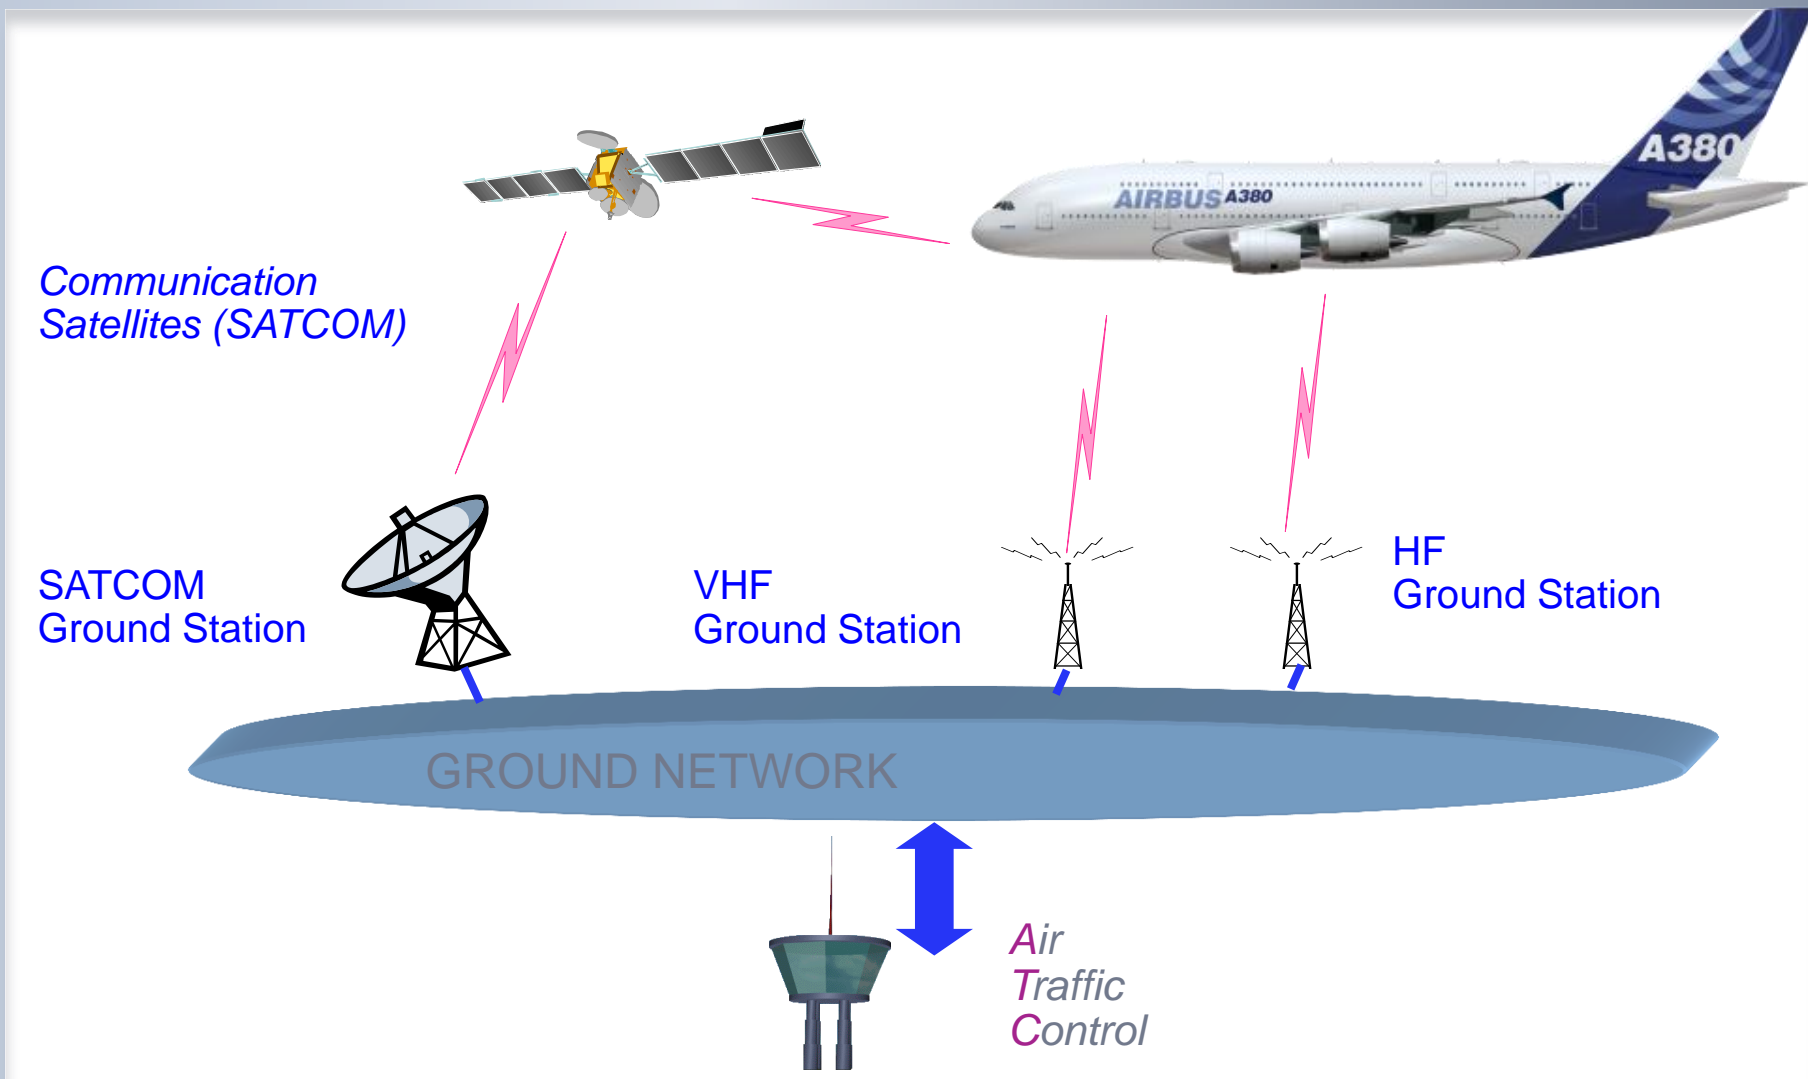 A380
AIRBUS A380
Communication
Satellites (SATCOM)
SATCOM
Ground Station
VHF
Ground Station
HF
Ground Station
GROUND NETWORK
Air
Traffic
Control